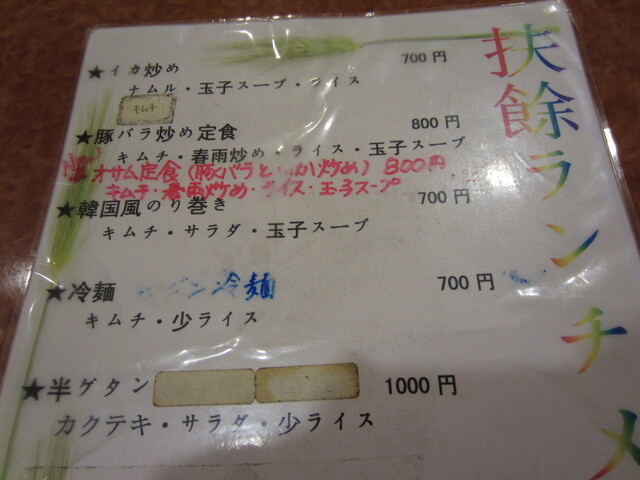 扶餘ランチメ
★イカ炒め 700円
ナムル・玉子スープ・ライス
キムチ
★豚バラ炒め定食 800円
キムチ・春雨炒め・ライス・玉子スープ
オサム定食(豚バラとイカ炒め) 800円
キムチ・春雨炒め・ライス・玉子スープ
★韓国風のり巻き 700円
キムチ・サラダ・玉子スープ
★冷麺 冷麺 700円
キムチ・少ライス
★半ゲタン 1000円
カクテキ・サラダ・少ライス